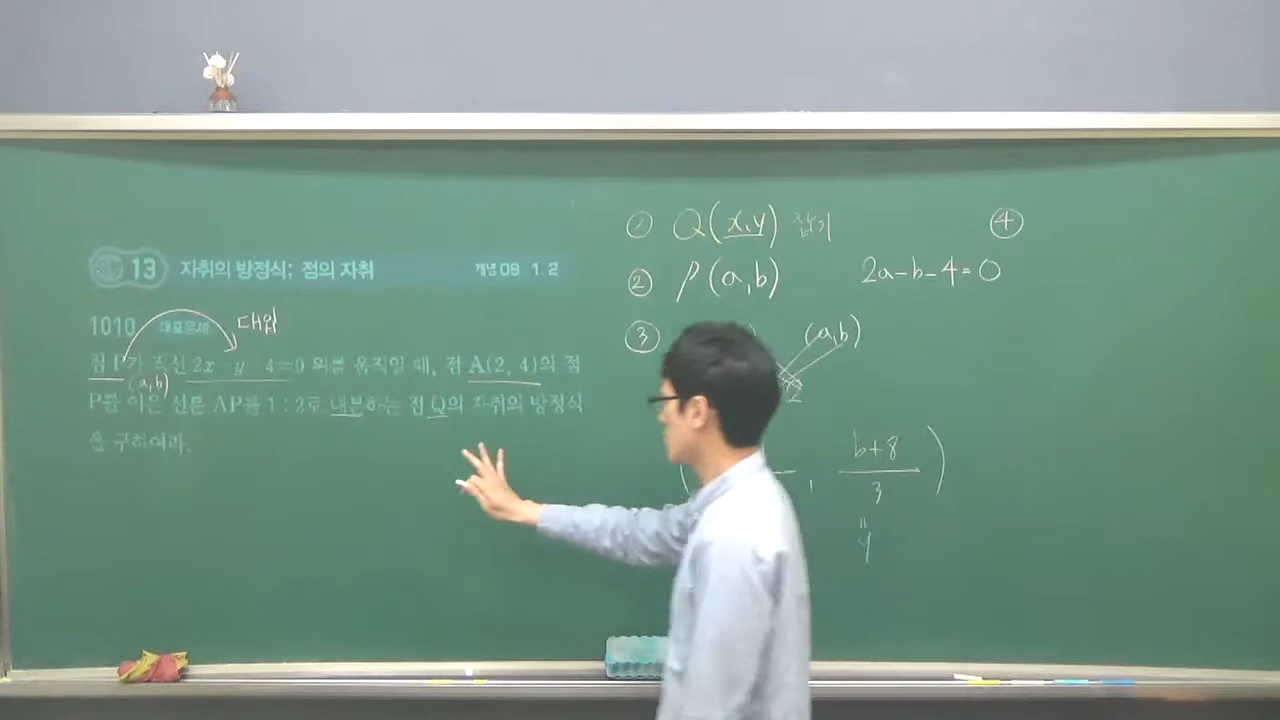 13 자취의 방정식; 점의 자취 개념 09 1, 2
1010 대표문제
대입
점 P가 직선 2x-y-4=0 위를 움직일 때, 점 A(2, 4)와 점
(a,b)
P를 이은 선분 AP를 1 : 2로 내분하는 점 Q의 자취의 방정식
을 구하여라.
① Q(x,y) 잡기
② P(a,b) 2a-b-4=0
③ (a,b)
2
b+8
3
=
y
④